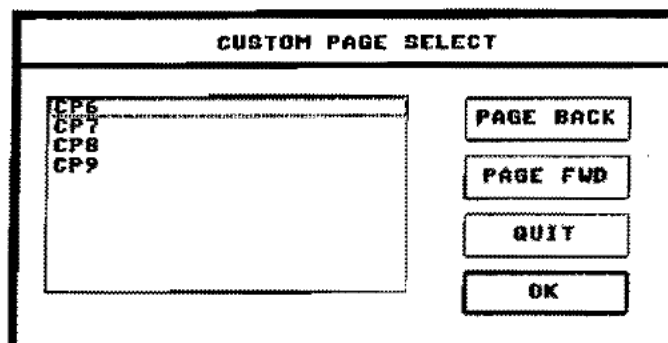 CUSTOM PAGE SELECT
CP6
CP7
CP8
CP9
PAGE BACK
PAGE FWD
QUIT
OK